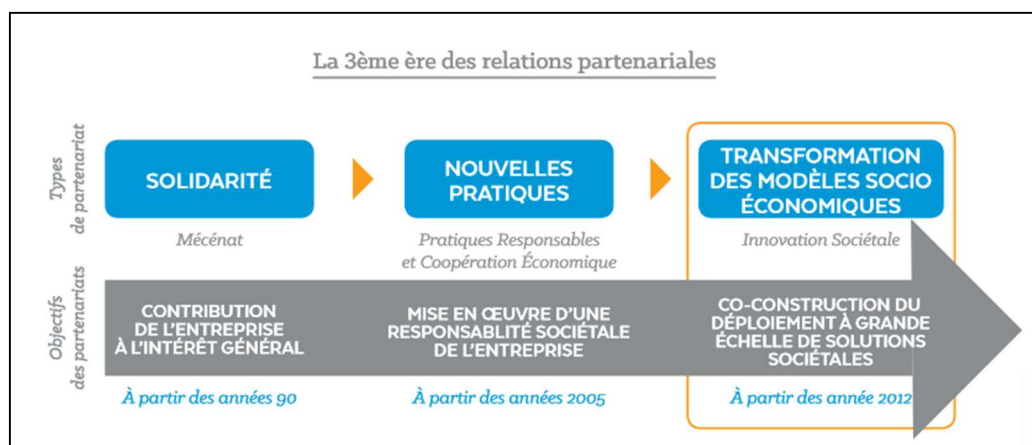 La 3ème ère des relations partenariales
Types
de partenariat
SOLIDARITÉ
NOUVELLES
PRATIQUES
TRANSFORMATION
DES MODÈLES SOCIO
ÉCONOMIQUES
Mécénat
Pratiques Responsables
et Coopération Économique
Innovation Sociétale
Objectifs
des partenariats
CONTRIBUTION
DE L'ENTREPRISE
À L'INTÉRÊT GÉNÉRAL
MISE EN ŒUVRE D'UNE
RESPONSABLITÉ SOCIÉTALE
DE L'ENTREPRISE
CO-CONSTRUCTION DU
DÉPLOIEMENT À GRANDE
ÉCHELLE DE SOLUTIONS
SOCIÉTALES
À partir des années 90
À partir des années 2005
À partir des année 2012